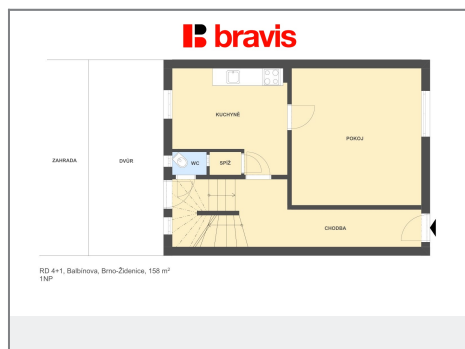 bravis
KUCHYNĚ
POKOJ
ZAHRADA
DVŮR
WC
SPÍŽ
CHODBA
RD 4+1, Balbínova, Brno-Židenice, 158 m²
1NP